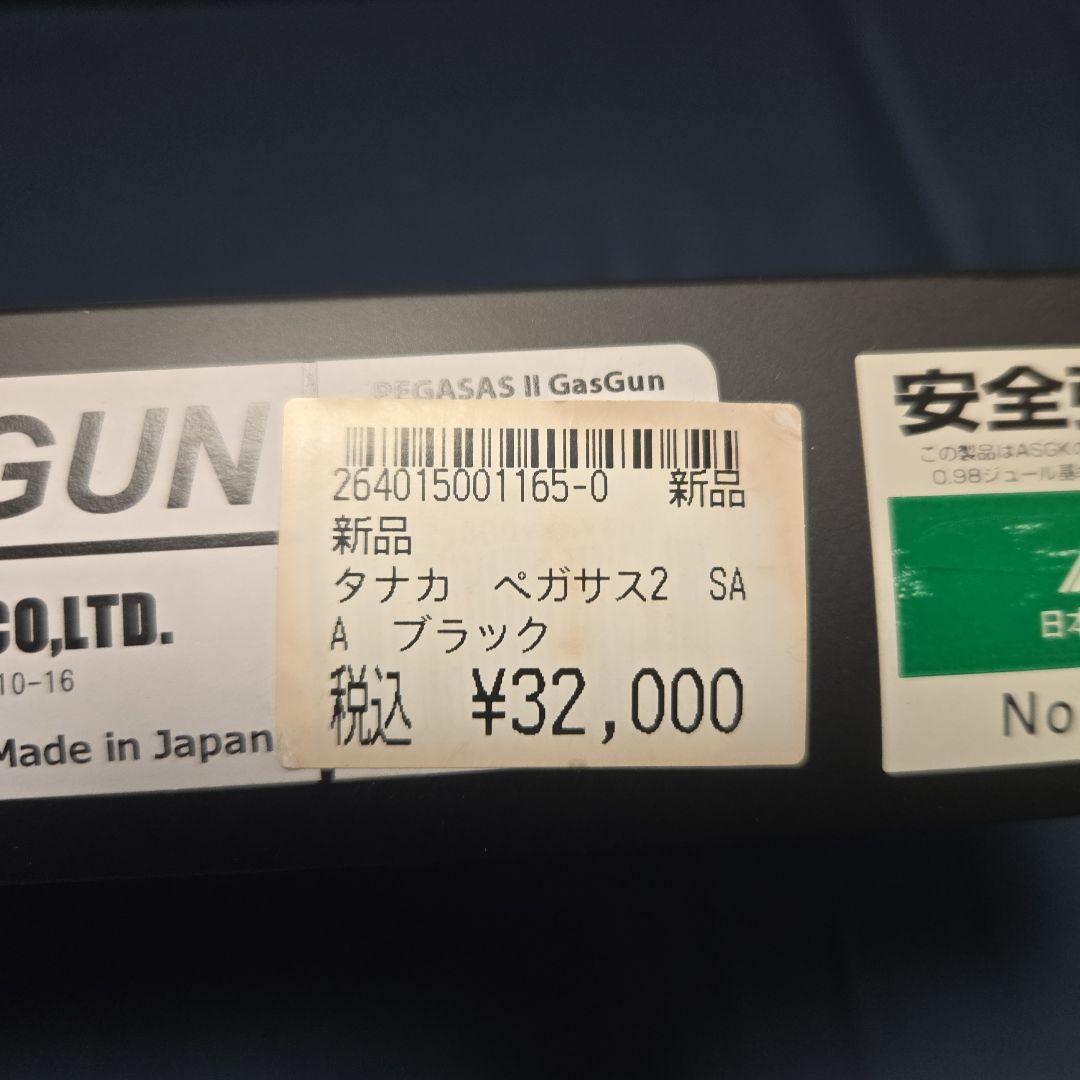 GUN
CO,LTD.
10-16
Made in Japan
PEGASAS II GasGun
264015001165-0 新品
新品
タナカ ペガサス2 SA
A ブラック
税込 ¥32,000
安全
この製品はASGK
0.98ジュール基
日本
No